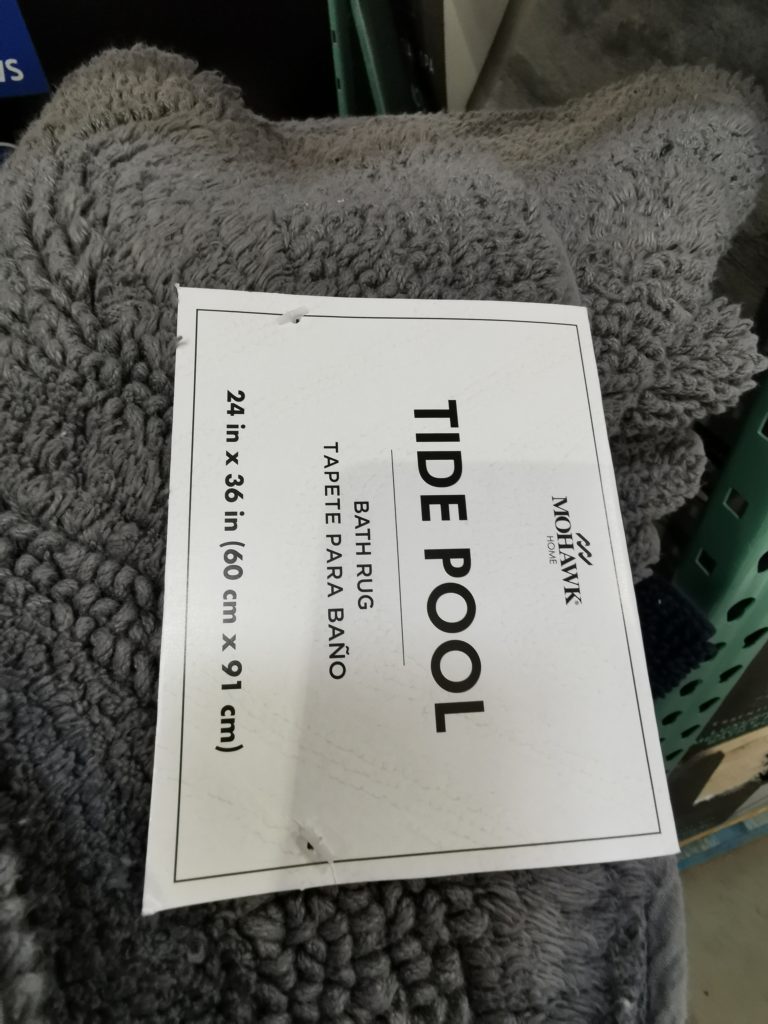 MOHAWK®
HOME
TIDE POOL
BATH RUG
TAPETE PARA BAÑO
24 in x 36 in (60 cm x 91 cm)